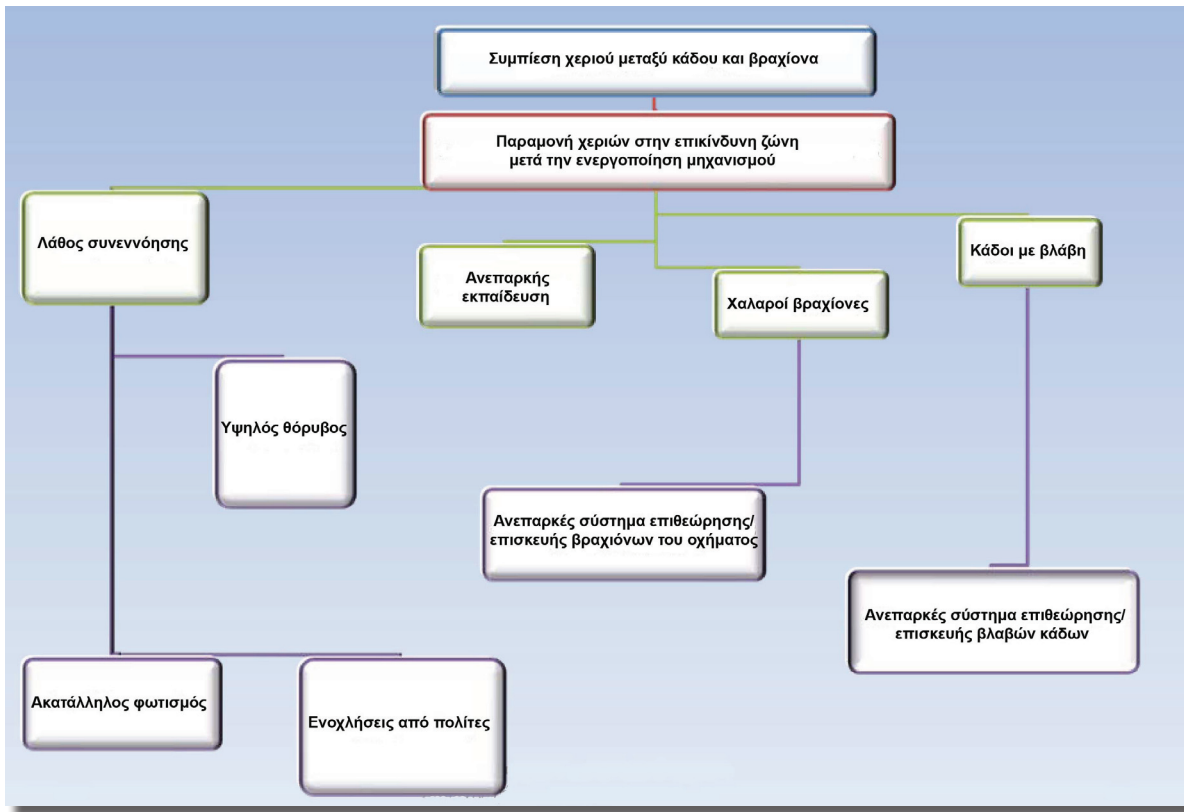 Συμπίεση χεριού μεταξύ κάδου και βραχίονα
Παραμονή χεριών στην επικίνδυνη ζώνη
μετά την ενεργοποίηση μηχανισμού
Λάθος συνεννόησης
Ανεπαρκής
εκπαίδευση
Χαλαροί βραχίονες
Κάδοι με βλάβη
Υψηλός θόρυβος
Ανεπαρκές σύστημα επιθεώρησης/
επισκευής βραχιόνων του οχήματος
Ανεπαρκές σύστημα επιθεώρησης/
επισκευής βλαβών κάδων
Ακατάλληλος φωτισμός
Ενοχλήσεις από πολίτες